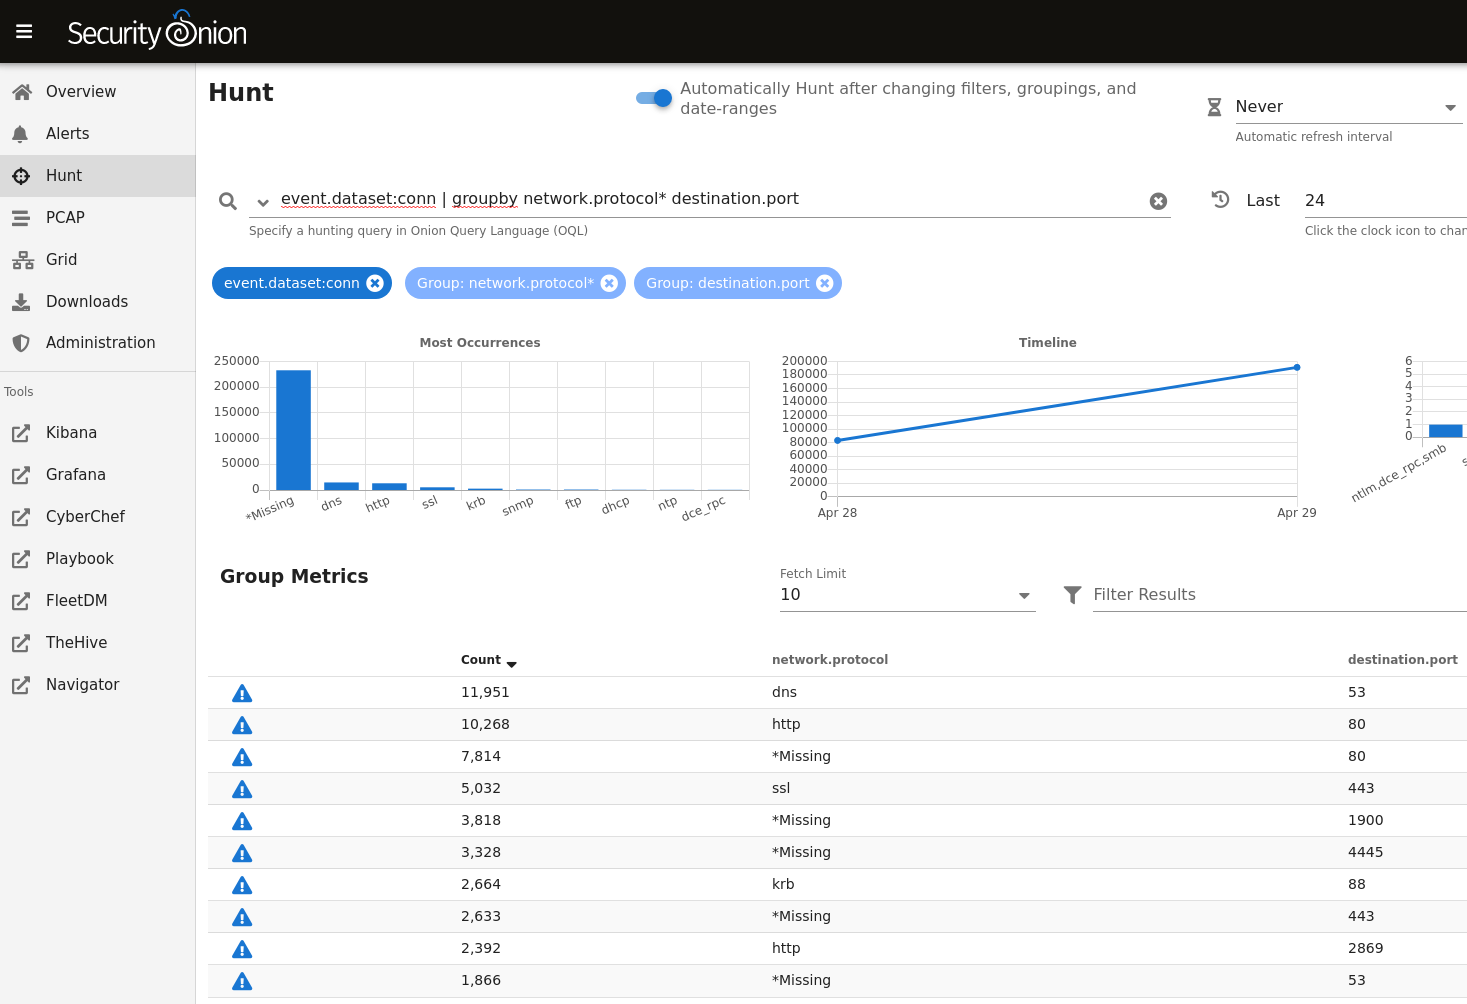 Security Onion
Overview
Alerts
Hunt
PCAP
Grid
Downloads
Administration
Tools
Kibana
Grafana
CyberChef
Playbook
FleetDM
TheHive
Navigator
Hunt
Automatically Hunt after changing filters, groupings, and
date-ranges
Never
Automatic refresh interval
event.dataset:conn | groupby network.protocol* destination.port
Specify a hunting query in Onion Query Language (OQL)
Last 24
Click the clock icon to char
event.dataset:conn
Group: network.protocol*
Group: destination.port
Most Occurrences
250000
200000
150000
100000
50000
0
*Missing dns http ssl krb snmp ftp dhcp ntp dce_rpc
Timeline
200000
180000
160000
140000
120000
100000
80000
60000
40000
20000
0
Apr 28 Apr 29
6
5
4
3
2
1
0
ntlm,dce_rpc,smb
Group Metrics
Fetch Limit
10
Filter Results
Count network.protocol destination.port
11,951 dns 53
10,268 http 80
7,814 *Missing 80
5,032 ssl 443
3,818 *Missing 1900
3,328 *Missing 4445
2,664 krb 88
2,633 *Missing 443
2,392 http 2869
1,866 *Missing 53